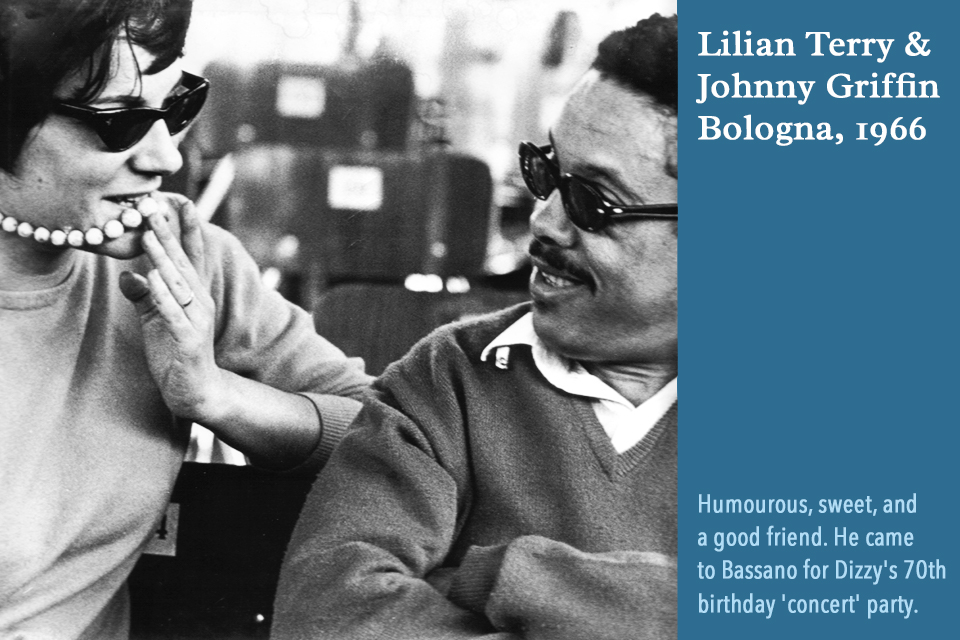 Lilian Terry &
Johnny Griffin
Bologna, 1966
Humourous, sweet, and
a good friend. He came
to Bassano for Dizzy's 70th
birthday 'concert' party.